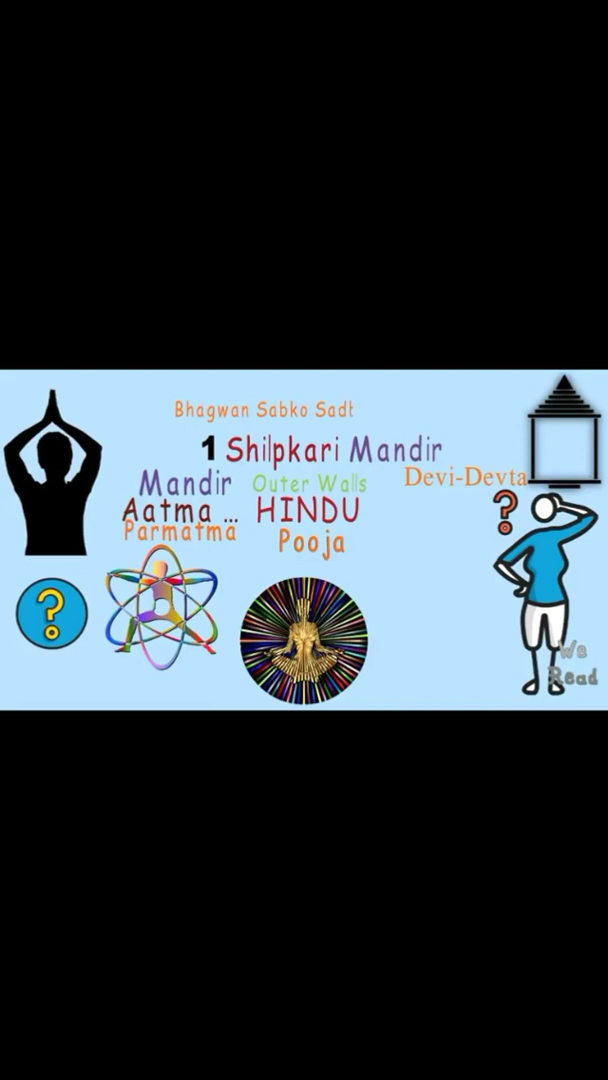 Bhagwan Sabko Sadt
1 Shilpkari Mandir
Mandir Outer Walls Devi-Devta
Aatma ... HINDU
Parmatma
Pooja
?
?
We
Read